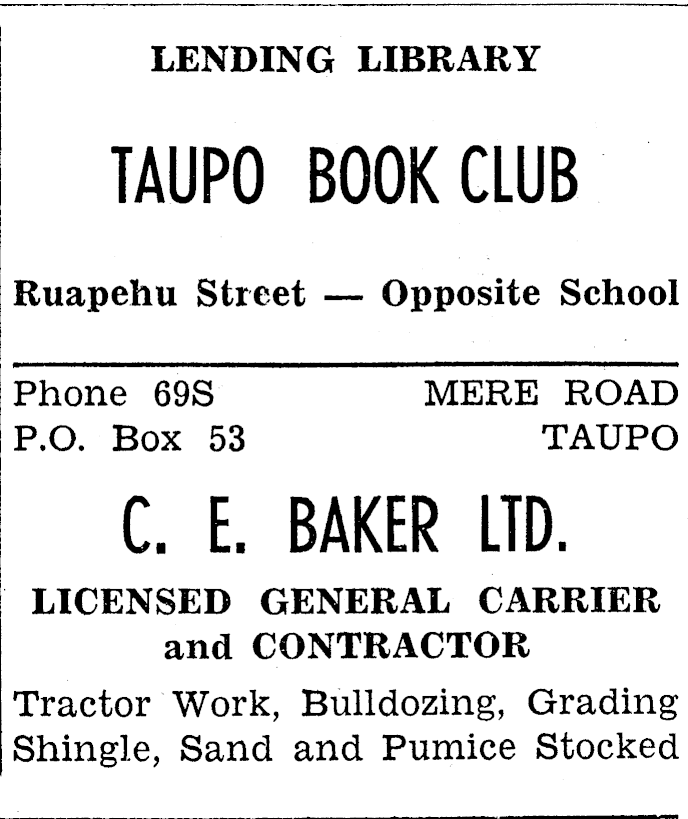 LENDING LIBRARY
TAUPO BOOK CLUB
Ruapehu Street — Opposite School
Phone 69S MERE ROAD
P.O. Box 53 TAUPO
C. E. BAKER LTD.
LICENSED GENERAL CARRIER
and CONTRACTOR
Tractor Work, Bulldozing, Grading
Shingle, Sand and Pumice Stocked